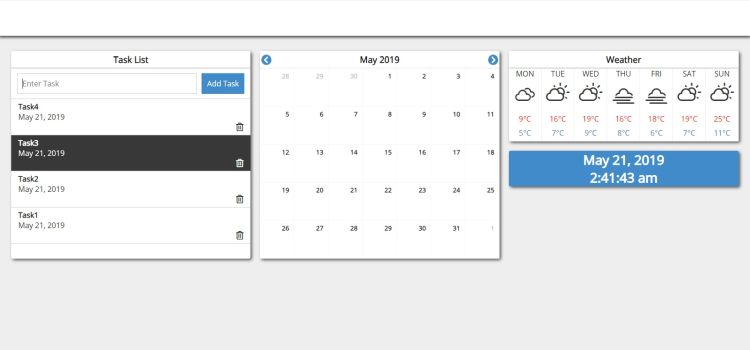 Task List
Enter Task
Add Task
Task4
May 21, 2019
Task3
May 21, 2019
Task2
May 21, 2019
Task1
May 21, 2019
May 2019
28 29 30 1 2 3 4
5 6 7 8 9 10 11
12 13 14 15 16 17 18
19 20 21 22 23 24 25
26 27 28 29 30 31 1
Weather
MON TUE WED THU FRI SAT SUN
9°C 16°C 19°C 16°C 18°C 19°C 25°C
5°C 7°C 9°C 8°C 6°C 7°C 11°C
May 21, 2019
2:41:43 am